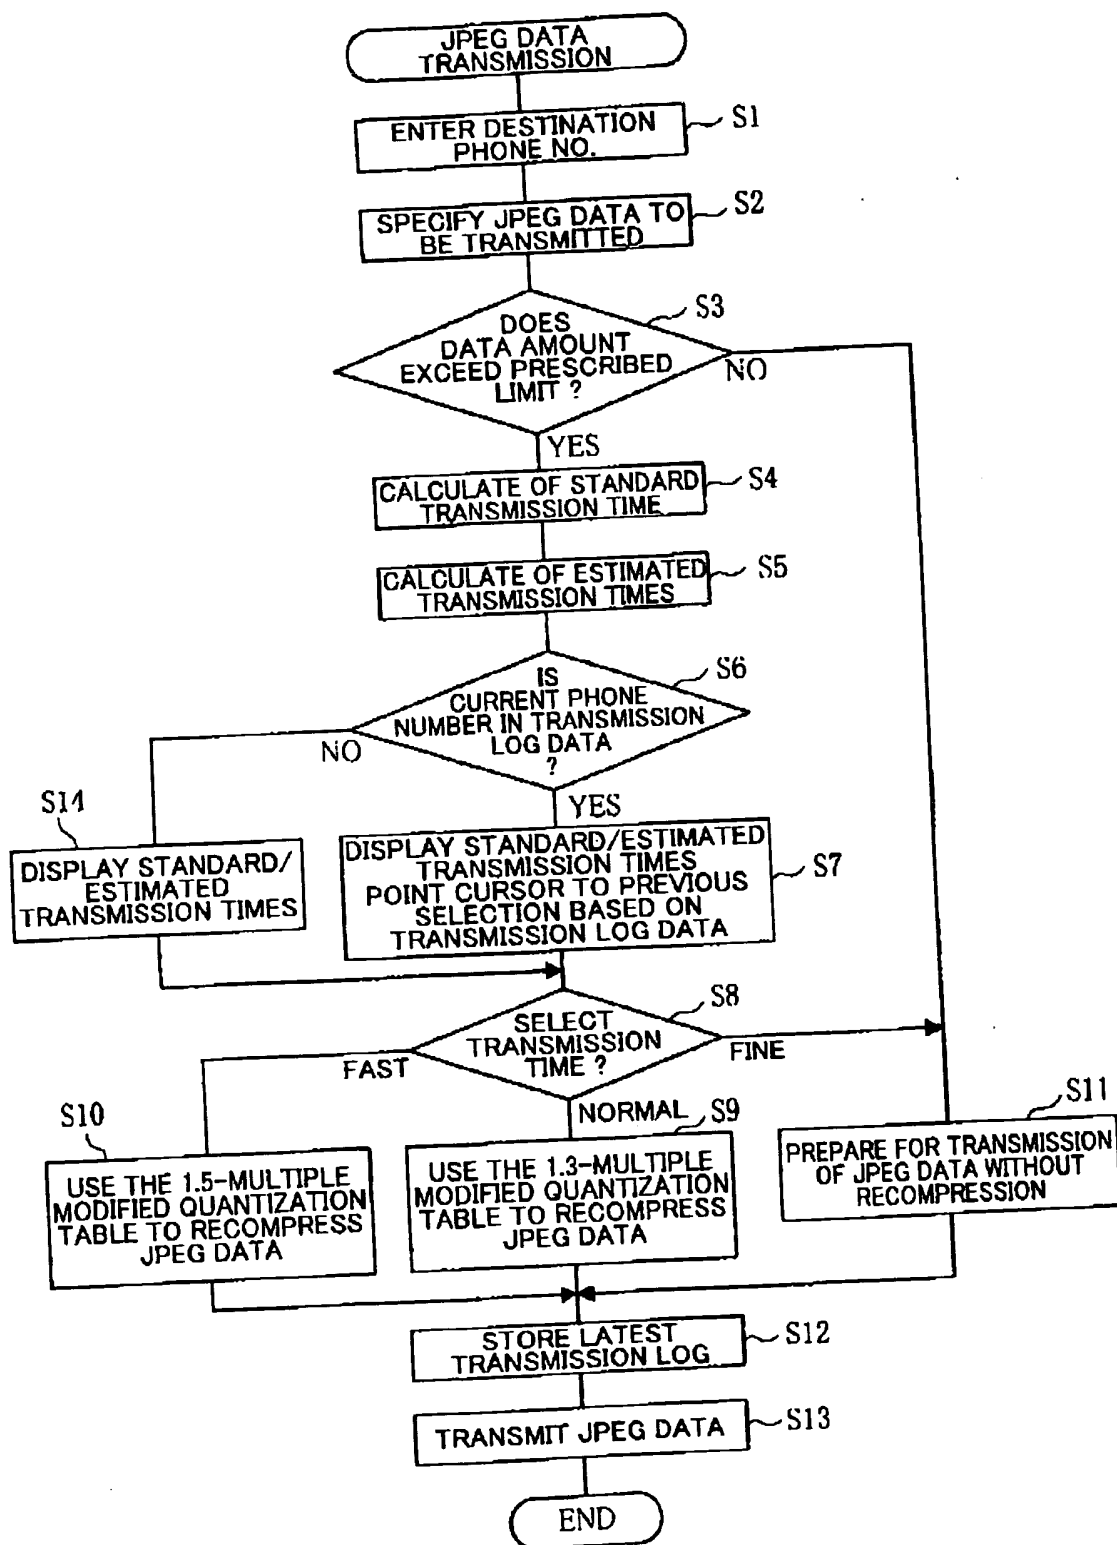 JPEG DATA
TRANSMISSION
ENTER DESTINATION
PHONE NO.
S1
SPECIFY JPEG DATA TO
BE TRANSMITTED
S2
DOES
DATA AMOUNT
EXCEED PRESCRIBED
LIMIT ?
S3
NO
YES
CALCULATE OF STANDARD
TRANSMISSION TIME
S4
CALCULATE OF ESTIMATED
TRANSMISSION TIMES
S5
IS
CURRENT PHONE
NUMBER IN TRANSMISSION
LOG DATA
?
S6
NO
YES
S14
DISPLAY STANDARD/
ESTIMATED
TRANSMISSION TIMES
DISPLAY STANDARD/ESTIMATED
TRANSMISSION TIMES
POINT CURSOR TO PREVIOUS
SELECTION BASED ON
TRANSMISSION LOG DATA
S7
SELECT
TRANSMISSION
TIME ?
S8
FAST
FINE
NORMAL
S10
USE THE 1.5-MULTIPLE
MODIFIED QUANTIZATION
TABLE TO RECOMPRESS
JPEG DATA
S9
USE THE 1.3-MULTIPLE
MODIFIED QUANTIZATION
TABLE TO RECOMPRESS
JPEG DATA
S11
PREPARE FOR TRANSMISSION
OF JPEG DATA WITHOUT
RECOMPRESSION
STORE LATEST
TRANSMISSION LOG
S12
TRANSMIT JPEG DATA
S13
END